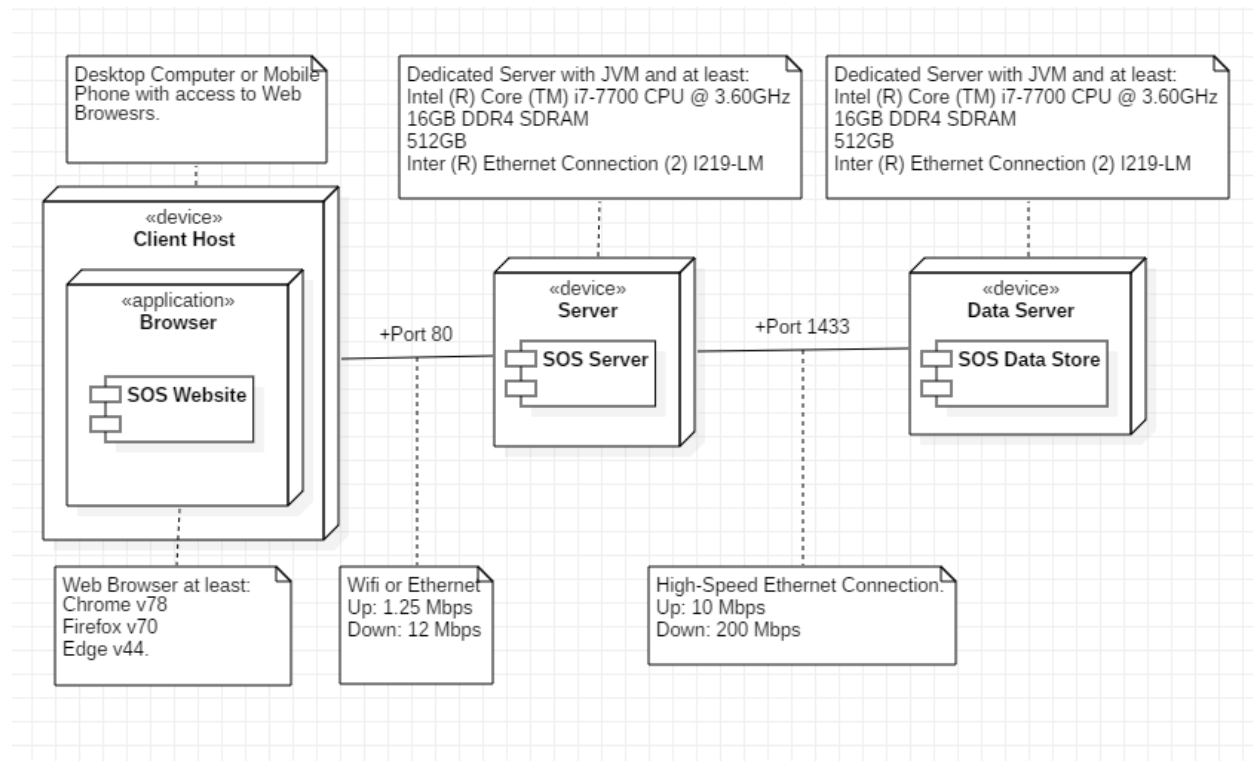 Desktop Computer or Mobile
Phone with access to Web
Browesrs.
Dedicated Server with JVM and at least:
Intel (R) Core (TM) i7-7700 CPU @ 3.60GHz
16GB DDR4 SDRAM
512GB
Inter (R) Ethernet Connection (2) I219-LM
Dedicated Server with JVM and at least:
Intel (R) Core (TM) i7-7700 CPU @ 3.60GHz
16GB DDR4 SDRAM
512GB
Inter (R) Ethernet Connection (2) I219-LM
«device»
Client Host
«application»
Browser
SOS Website
+Port 80
«device»
Server
SOS Server
+Port 1433
«device»
Data Server
SOS Data Store
Web Browser at least:
Chrome v78
Firefox v70
Edge v44.
Wifi or Ethernet
Up: 1.25 Mbps
Down: 12 Mbps
High-Speed Ethernet Connection.
Up: 10 Mbps
Down: 200 Mbps